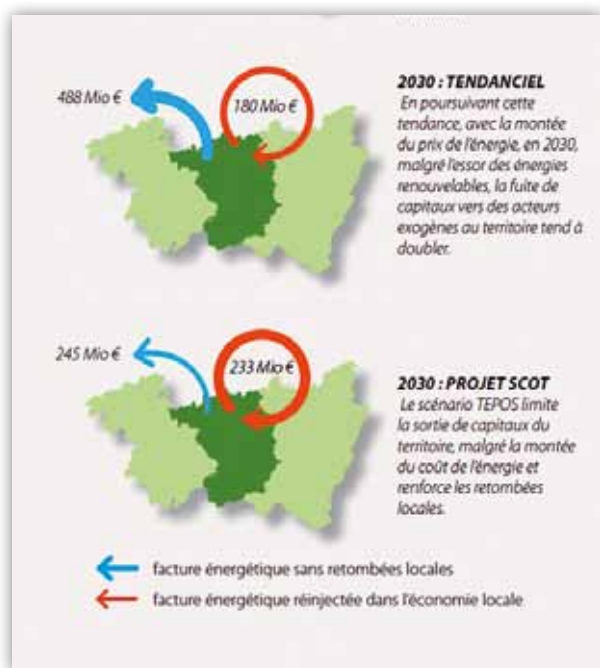 488 Mio €
180 Mio €
2030 : TENDANCIEL
En poursuivant cette
tendance, avec la montée
du prix de l'énergie, en 2030,
malgré l'essor des énergies
renouvelables, la fuite de
capitaux vers des acteurs
exogènes au territoire tend à
doubler.
245 Mio €
233 Mio €
2030 : PROJET SCOT
Le scénario TEPOS limite
la sortie de capitaux du
territoire, malgré la montée
du coût de l'énergie et
renforce les retombées
locales.
facture énergétique sans retombées locales
facture énergétique réinjectée dans l'économie locale